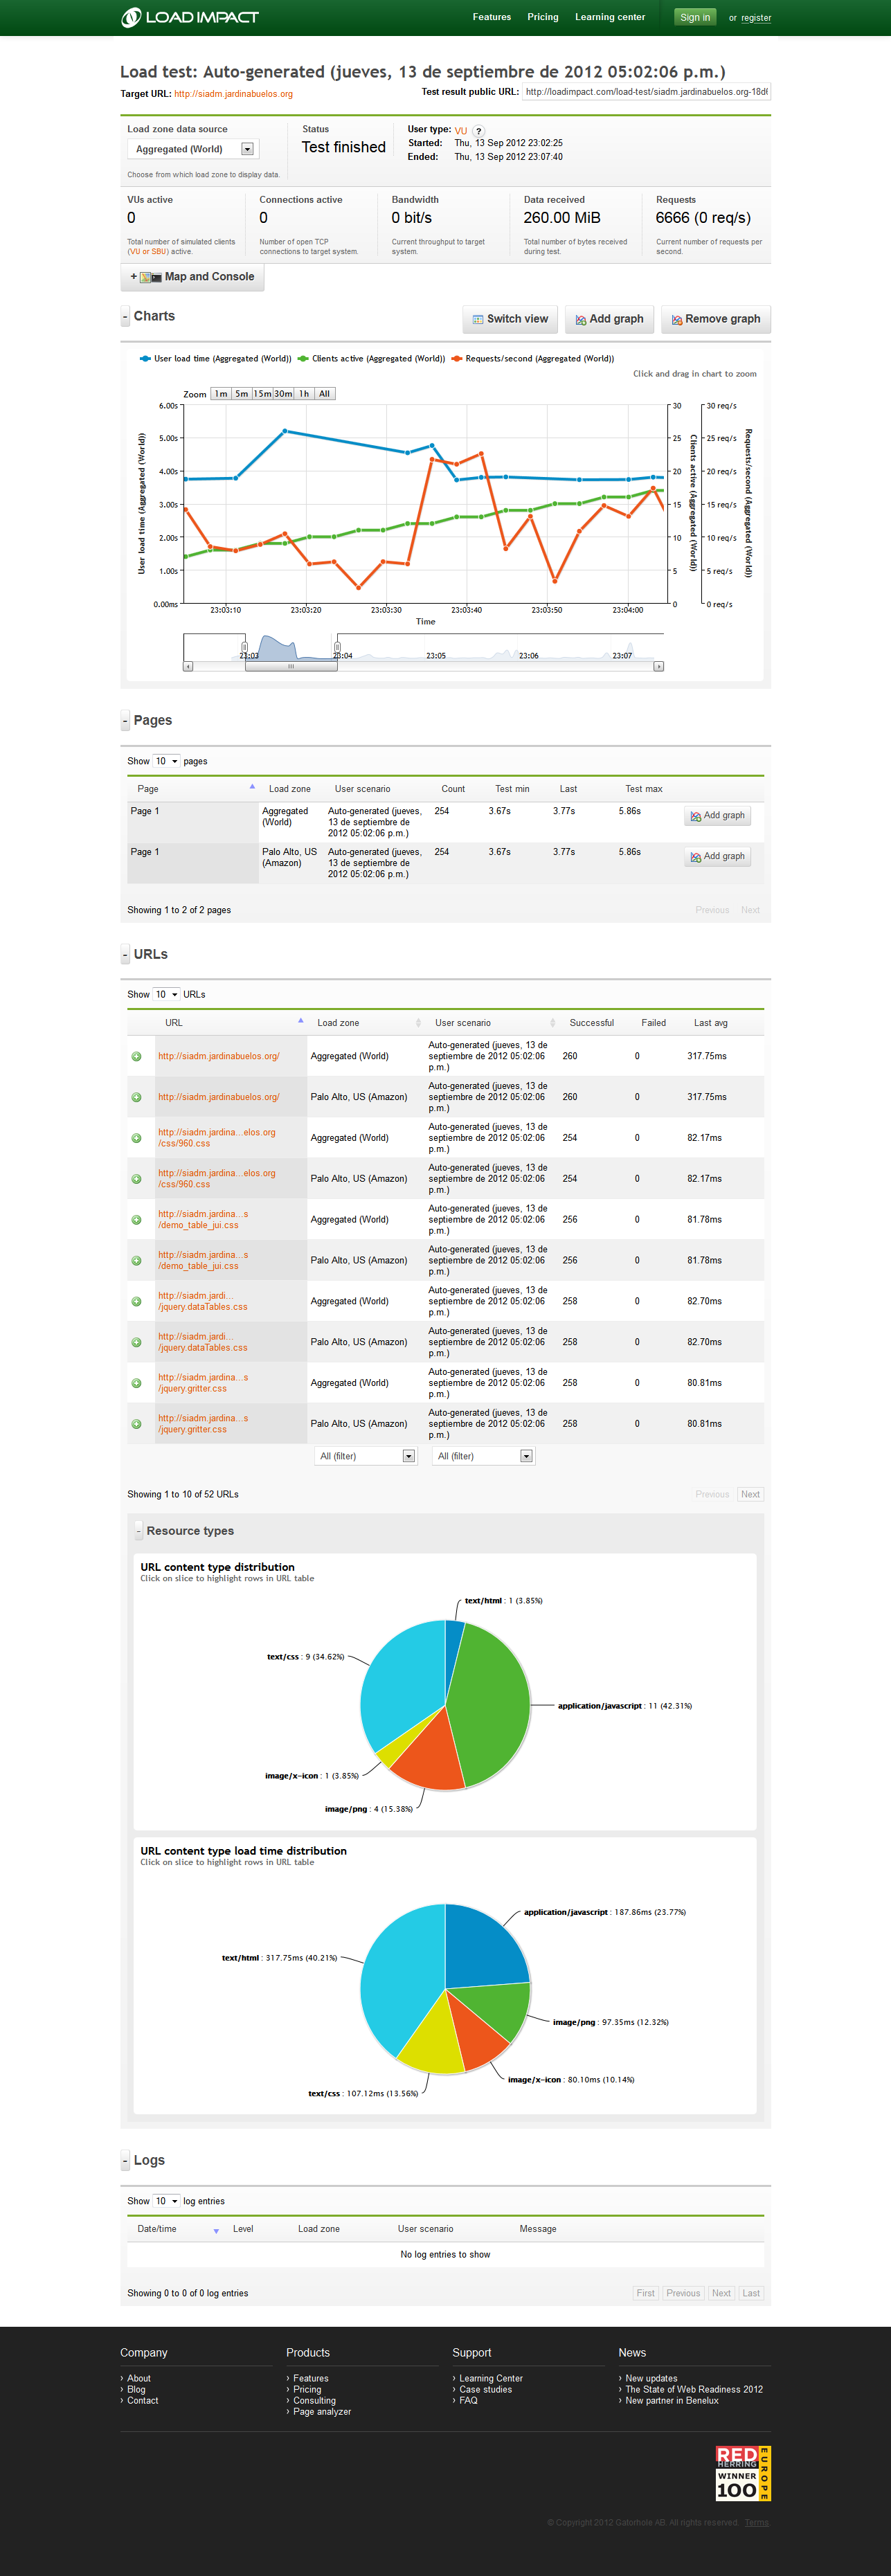 LOAD IMPACT
Features Pricing Learning center Sign in or register
Load test: Auto-generated (jueves, 13 de septiembre de 2012 05:02:06 p.m.)
Target URL: http://siadm.jardinabuelos.org
Test result public URL: http://loadimpact.com/load-test/siadm.jardinabuelos.org-18d
Load zone data source
Aggregated (World)
Choose from which load zone to display data.
Status
Test finished
User type: VU ?
Started: Thu, 13 Sep 2012 23:02:25
Ended: Thu, 13 Sep 2012 23:07:40
VUs active
0
Total number of simulated clients
(VU or SBU) active.
Connections active
0
Number of open TCP
connections to target system.
Bandwidth
0 bit/s
Current throughput to target
system.
Data received
260.00 MiB
Total number of bytes received
during test.
Requests
6666 (0 req/s)
Current number of requests per
second.
+ Map and Console
- Charts
Switch view Add graph Remove graph
User load time (Aggregated (World)) Clients active (Aggregated (World)) Requests/second (Aggregated (World))
Click and drag in chart to zoom
Zoom 1m 5m 15m 30m 1h All
6.00s 30 30 req/s
5.00s 25 25 req/s
4.00s 20 20 req/s
3.00s 15 15 req/s
2.00s 10 10 req/s
1.00s 5 5 req/s
0.00ms 0 0 req/s
User load time (Aggregated (World))
Clients active (Aggregated (World))
Requests/second (Aggregated (World))
23:03:10 23:03:20 23:03:30 23:03:40 23:03:50 23:04:00
Time
23:03 23:04 23:05 23:06 23:07
- Pages
Show 10 pages
Page Load zone User scenario Count Test min Last Test max
Page 1 Aggregated (World) Auto-generated (jueves, 13 de septiembre de 2012 05:02:06 p.m.) 254 3.67s 3.77s 5.86s Add graph
Page 1 Palo Alto, US (Amazon) Auto-generated (jueves, 13 de septiembre de 2012 05:02:06 p.m.) 254 3.67s 3.77s 5.86s Add graph
Showing 1 to 2 of 2 pages Previous Next
- URLs
Show 10 URLs
URL Load zone User scenario Successful Failed Last avg
http://siadm.jardinabuelos.org/ Aggregated (World) Auto-generated (jueves, 13 de septiembre de 2012 05:02:06 p.m.) 260 0 317.75ms
http://siadm.jardinabuelos.org/ Palo Alto, US (Amazon) Auto-generated (jueves, 13 de septiembre de 2012 05:02:06 p.m.) 260 0 317.75ms
http://siadm.jardina...elos.org/css/960.css Aggregated (World) Auto-generated (jueves, 13 de septiembre de 2012 05:02:06 p.m.) 254 0 82.17ms
http://siadm.jardina...elos.org/css/960.css Palo Alto, US (Amazon) Auto-generated (jueves, 13 de septiembre de 2012 05:02:06 p.m.) 254 0 82.17ms
http://siadm.jardina...s/demo_table_jui.css Aggregated (World) Auto-generated (jueves, 13 de septiembre de 2012 05:02:06 p.m.) 256 0 81.78ms
http://siadm.jardina...s/demo_table_jui.css Palo Alto, US (Amazon) Auto-generated (jueves, 13 de septiembre de 2012 05:02:06 p.m.) 256 0 81.78ms
http://siadm.jardi.../jquery.dataTables.css Aggregated (World) Auto-generated (jueves, 13 de septiembre de 2012 05:02:06 p.m.) 258 0 82.70ms
http://siadm.jardi.../jquery.dataTables.css Palo Alto, US (Amazon) Auto-generated (jueves, 13 de septiembre de 2012 05:02:06 p.m.) 258 0 82.70ms
http://siadm.jardina...s/jquery.gritter.css Aggregated (World) Auto-generated (jueves, 13 de septiembre de 2012 05:02:06 p.m.) 258 0 80.81ms
http://siadm.jardina...s/jquery.gritter.css Palo Alto, US (Amazon) Auto-generated (jueves, 13 de septiembre de 2012 05:02:06 p.m.) 258 0 80.81ms
All (filter) All (filter)
Showing 1 to 10 of 52 URLs Previous Next
- Resource types
URL content type distribution
Click on slice to highlight rows in URL table
text/html : 1 (3.85%)
text/css : 9 (34.62%)
application/javascript : 11 (42.31%)
image/x-icon : 1 (3.85%)
image/png : 4 (15.38%)
URL content type load time distribution
Click on slice to highlight rows in URL table
application/javascript : 187.86ms (23.77%)
text/html : 317.75ms (40.21%)
image/png : 97.35ms (12.32%)
image/x-icon : 80.10ms (10.14%)
text/css : 107.12ms (13.56%)
- Logs
Show 10 log entries
Date/time Level Load zone User scenario Message
No log entries to show
Showing 0 to 0 of 0 log entries First Previous Next Last
Company Products Support News
› About › Features › Learning Center › New updates
› Blog › Pricing › Case studies › The State of Web Readiness 2012
› Contact › Consulting › FAQ › New partner in Benelux
› Page analyzer
RED
HERRING
WINNER
100
EUROPE
© Copyright 2012 Gatorhole AB. All rights reserved. Terms.